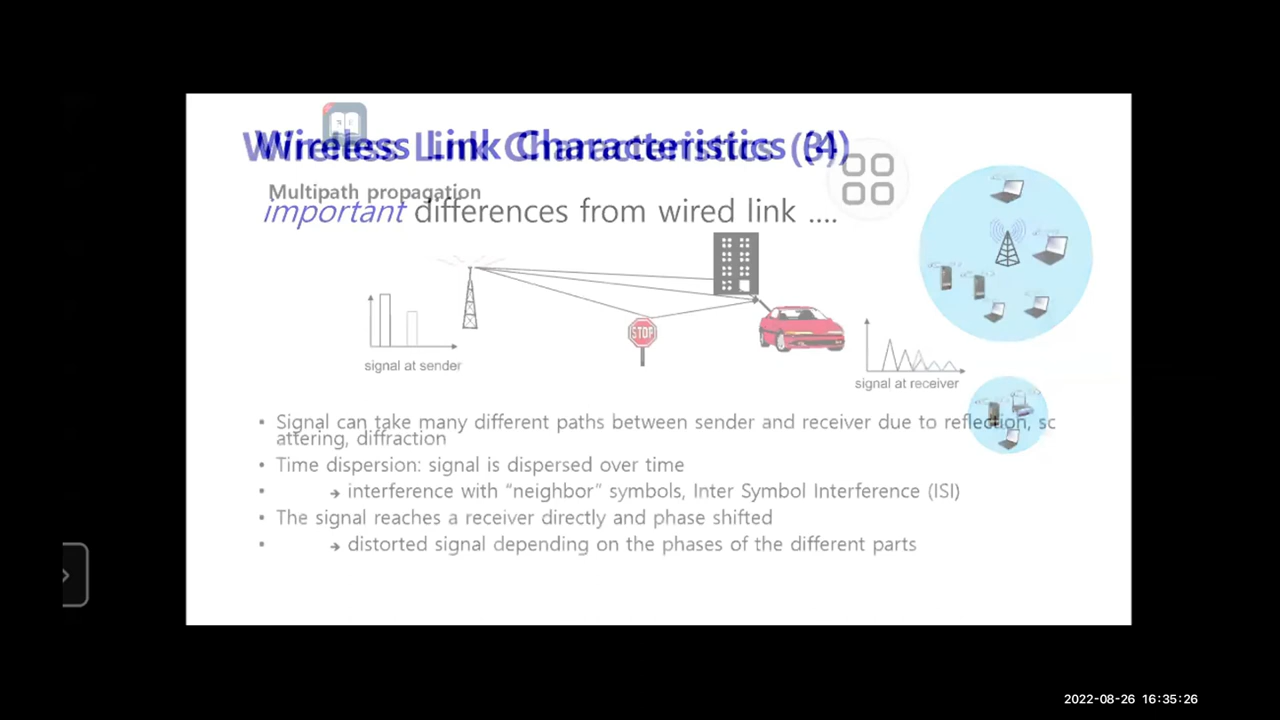 Wireless Link Characteristics (4)
Multipath propagation
important differences from wired link ....
STOP
signal at sender
signal at receiver
• Signal can take many different paths between sender and receiver due to reflection, sc
attering, diffraction
• Time dispersion: signal is dispersed over time
• → interference with “neighbor” symbols, Inter Symbol Interference (ISI)
• The signal reaches a receiver directly and phase shifted
• → distorted signal depending on the phases of the different parts
2022-08-26 16:35:26